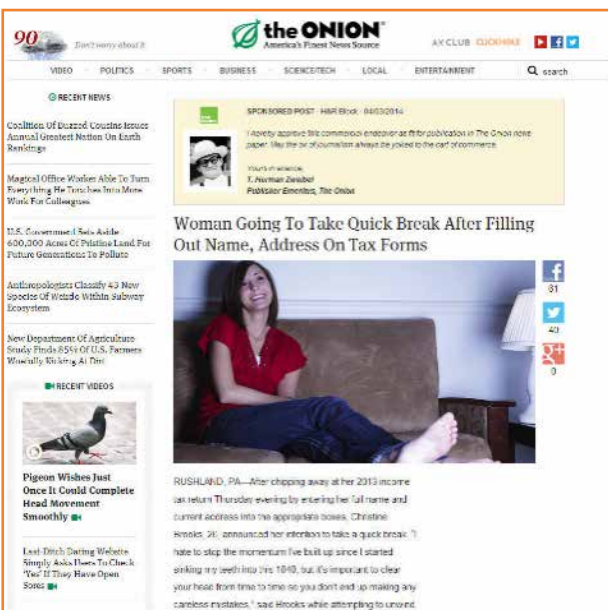 90
Don't worry about it
the ONION
America's Finest News Source
AV CLUB CLICKHOLE
VIDEO POLITICS SPORTS BUSINESS SCIENCE/TECH LOCAL ENTERTAINMENT search
RECENT NEWS
Coalition Of Buzzed Cousins Issues
Annual Greatest Nation On Earth
Rankings
Magical Office Worker Able To Turn
Everything He Touches Into More
Work For Colleagues
U.S. Government Sets Aside
600,000 Acres Of Pristine Land For
Future Generations To Pollute
Anthropologists Classify 43 New
Species Of Weirdo Within Subway
Ecosystem
New Department Of Agriculture
Study Finds 85% Of U.S. Farmers
Woefully Kicking At Dirt
RECENT VIDEOS
Pigeon Wishes Just
Once It Could Complete
Head Movement
Smoothly
Last-Ditch Dating Website
Simply Asks Users To Check
'Yes' If They Have Open
Sores
SPONSORED POST - H&R Block - 04/03/2014
I hereby approve this commercial endeavor as fit for publication in The Onion news
paper. May the ox of journalism always be yoked to the cart of commerce.
Yours in
T. Herman Zweibel
Publisher Emeritus, The Onion
Woman Going To Take Quick Break After Filling
Out Name, Address On Tax Forms
61
40
0
RUSHLAND, PA—After chipping away at her 2013 income
tax return Thursday evening by entering her full name and
current address into the appropriate boxes, Christine
Brooks, 26, announced her intention to take a quick break. "I
hate to stop the momentum I've built up since I started
sinking my teeth into this 1040, but it's important to clear
your head from time to time so you don't end up making any
careless mistakes," said Brooks while attempting to unwind